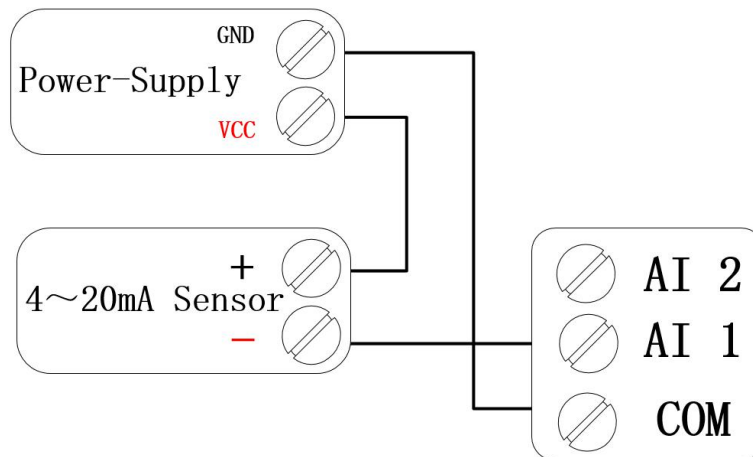 GND
Power-Supply
VCC
+
4～20mA Sensor
−
AI 2
AI 1
COM